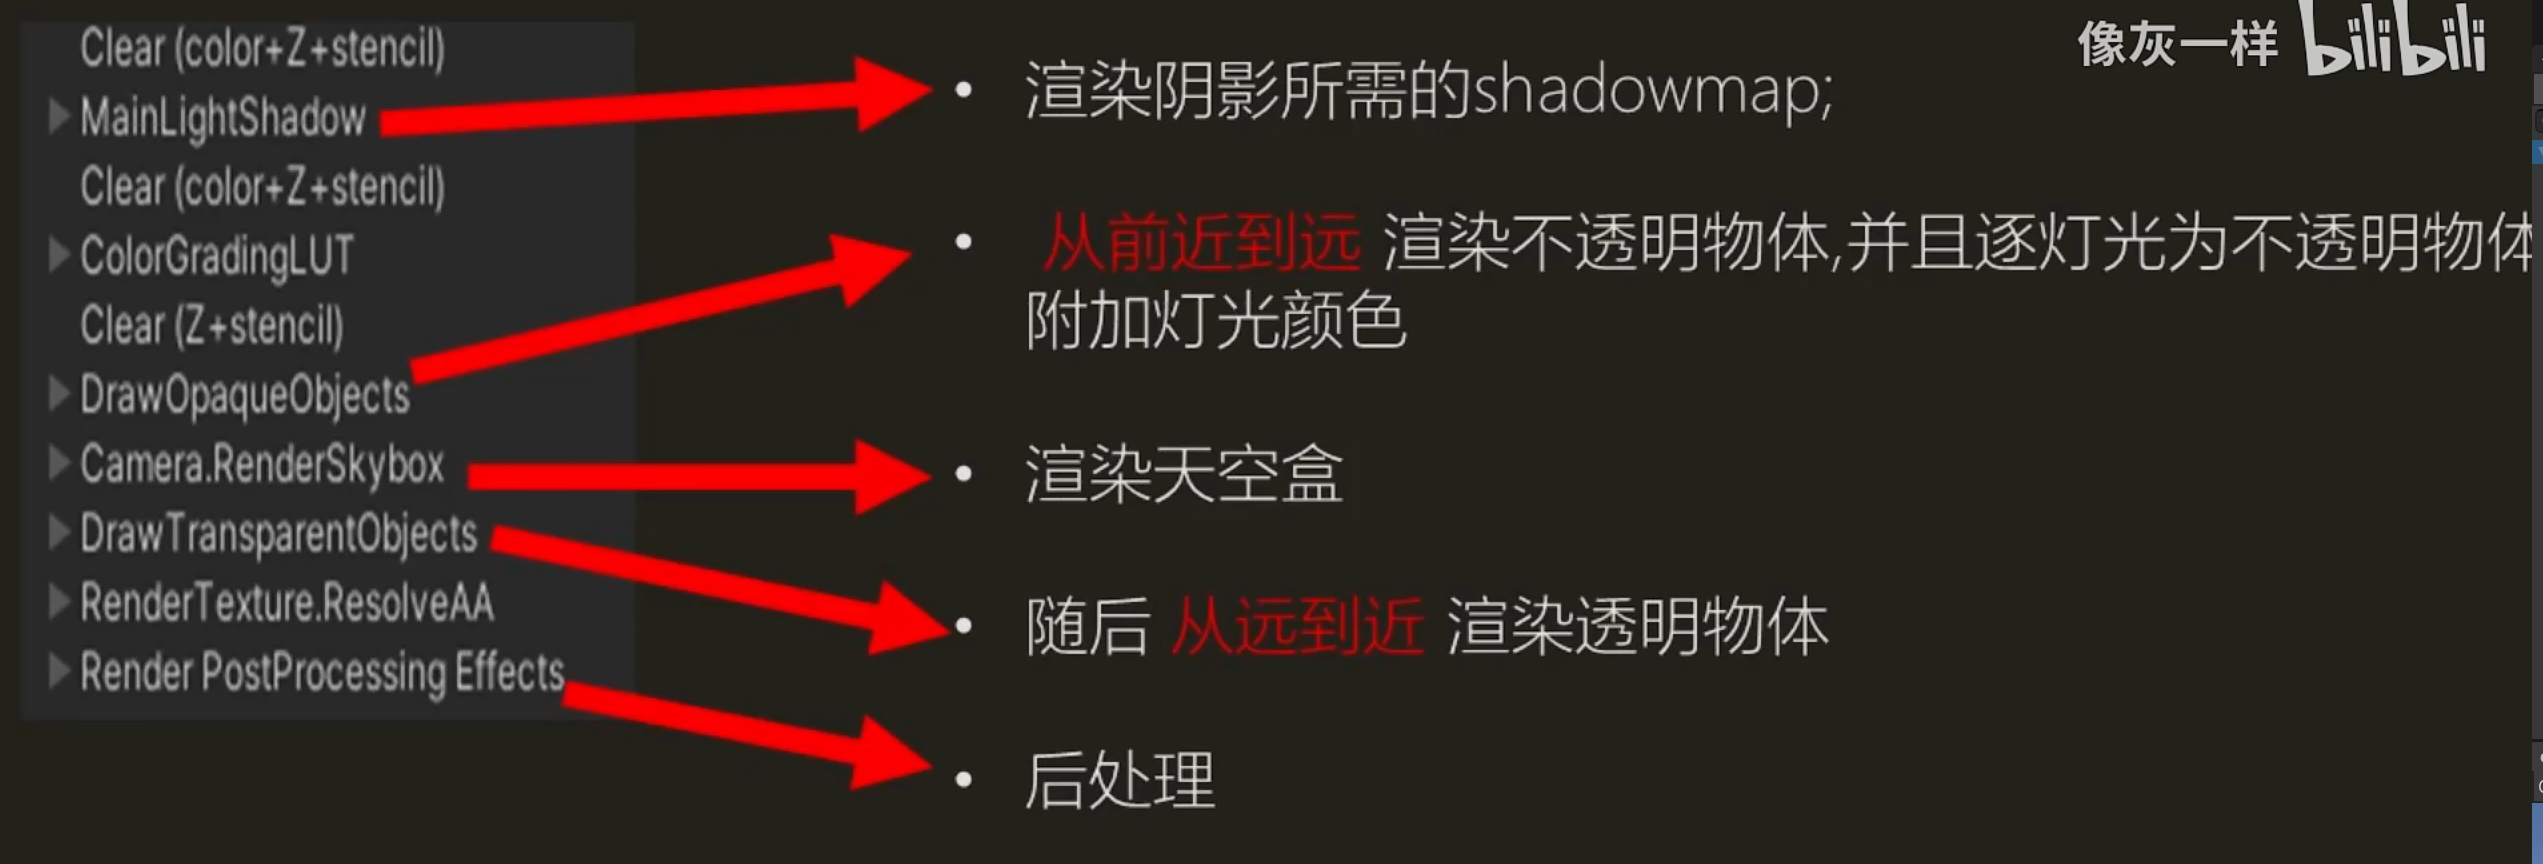 像灰一样 bilibili
Clear (color+Z+stencil)
MainLightShadow
Clear (color+Z+stencil)
ColorGradingLUT
Clear (Z+stencil)
DrawOpaqueObjects
Camera.RenderSkybox
DrawTransparentObjects
RenderTexture.ResolveAA
Render PostProcessing Effects
• 渲染阴影所需的shadowmap;
• 从前近到远 渲染不透明物体,并且逐灯光为不透明物体
附加灯光颜色
• 渲染天空盒
• 随后 从远到近 渲染透明物体
• 后处理